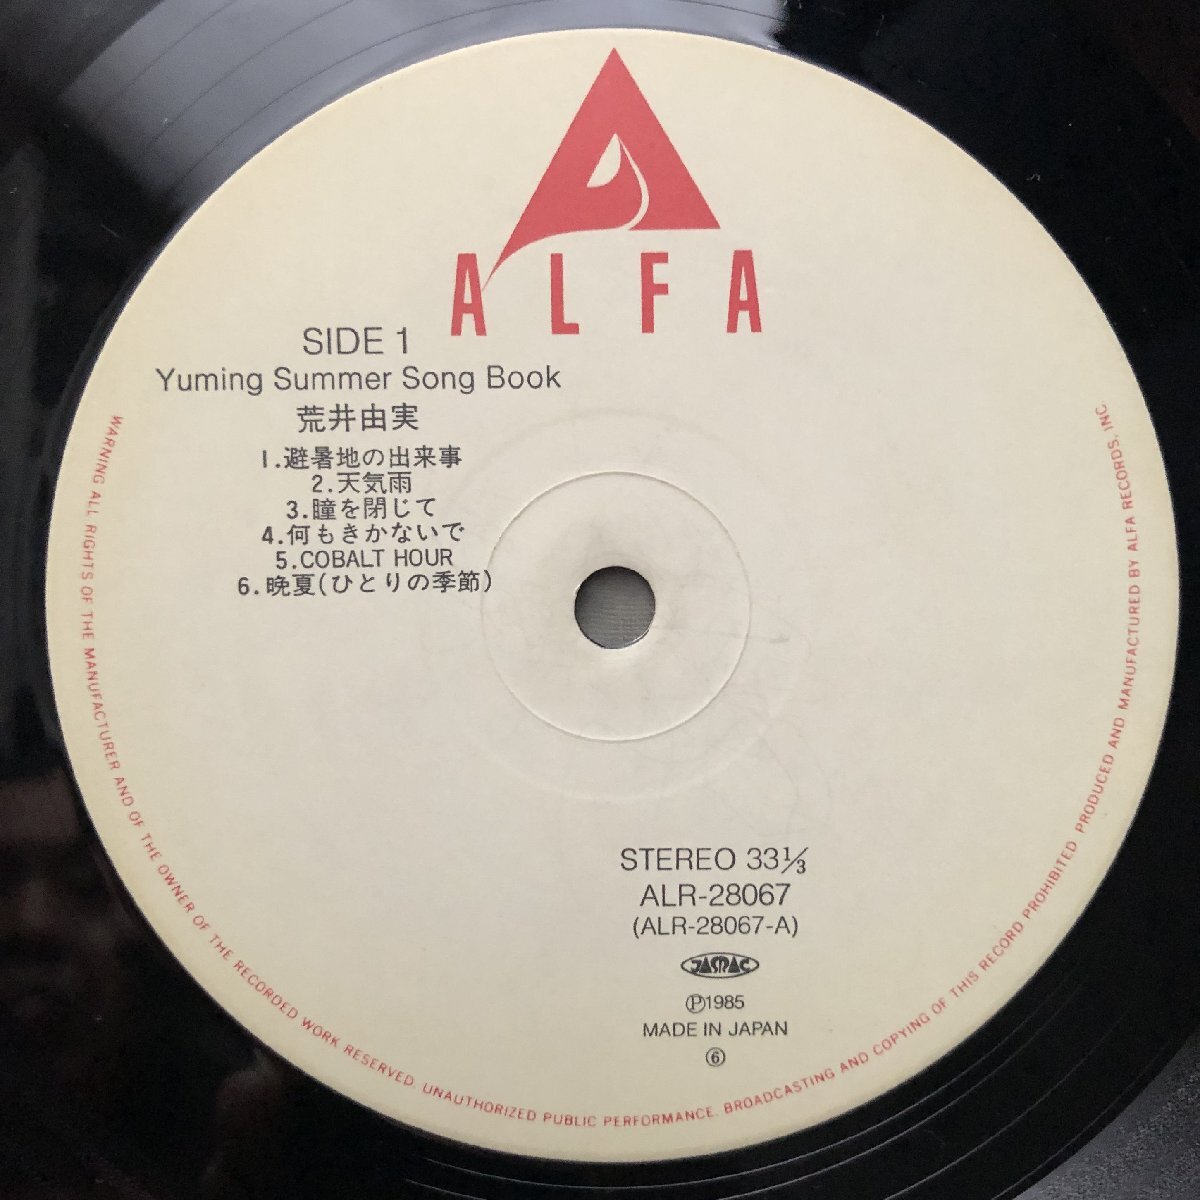 ALFA
SIDE 1
Yuming Summer Song Book
荒井由実
1.避暑地の出来事
2.天気雨
3.瞳を閉じて
4.何もきかないで
5.COBALT HOUR
6.晩夏(ひとりの季節)
STEREO 33⅓
ALR-28067
(ALR-28067-A)
JASRAC
Ⓟ1985
MADE IN JAPAN
⑥
WARNING ALL RIGHTS OF THE MANUFACTURER AND OF THE OWNER OF THE RECORDED WORK RESERVED. UNAUTHORIZED PUBLIC PERFORMANCE. BROADCASTING AND COPYING OF THIS RECORD PROHIBITED PRODUCED AND MANUFACTURED BY ALFA RECORDS, INC.